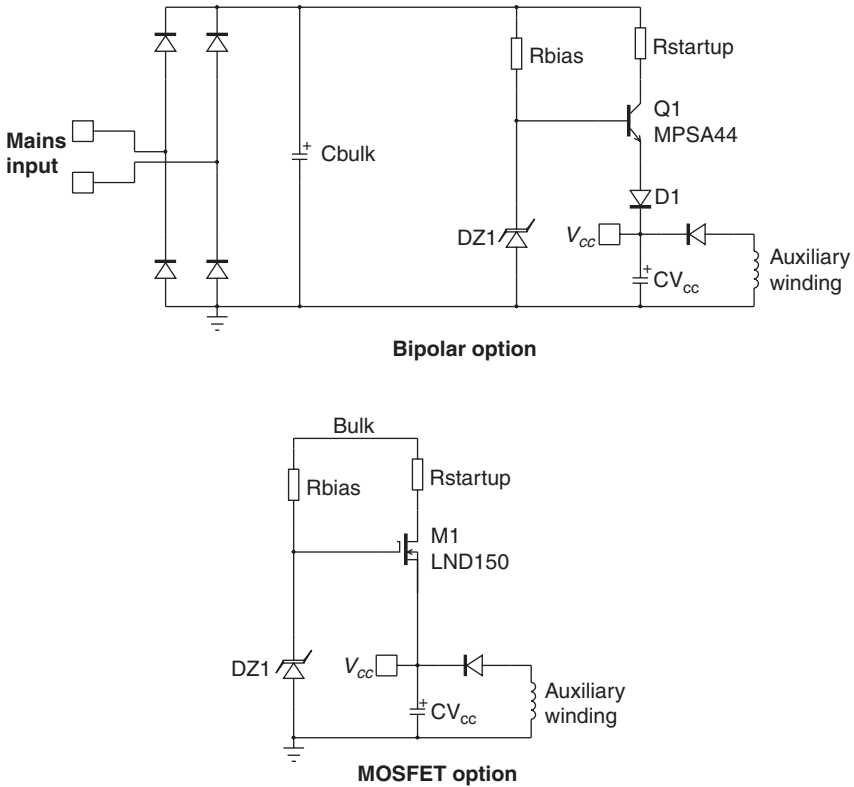 Rbias
Rstartup
Q1
MPSA44
Mains
input
+
Cbulk
D1
DZ1
Vcc
+
CVcc
Auxiliary
winding
Bipolar option
Bulk
Rbias
Rstartup
M1
LND150
DZ1
Vcc
+
CVcc
Auxiliary
winding
MOSFET option